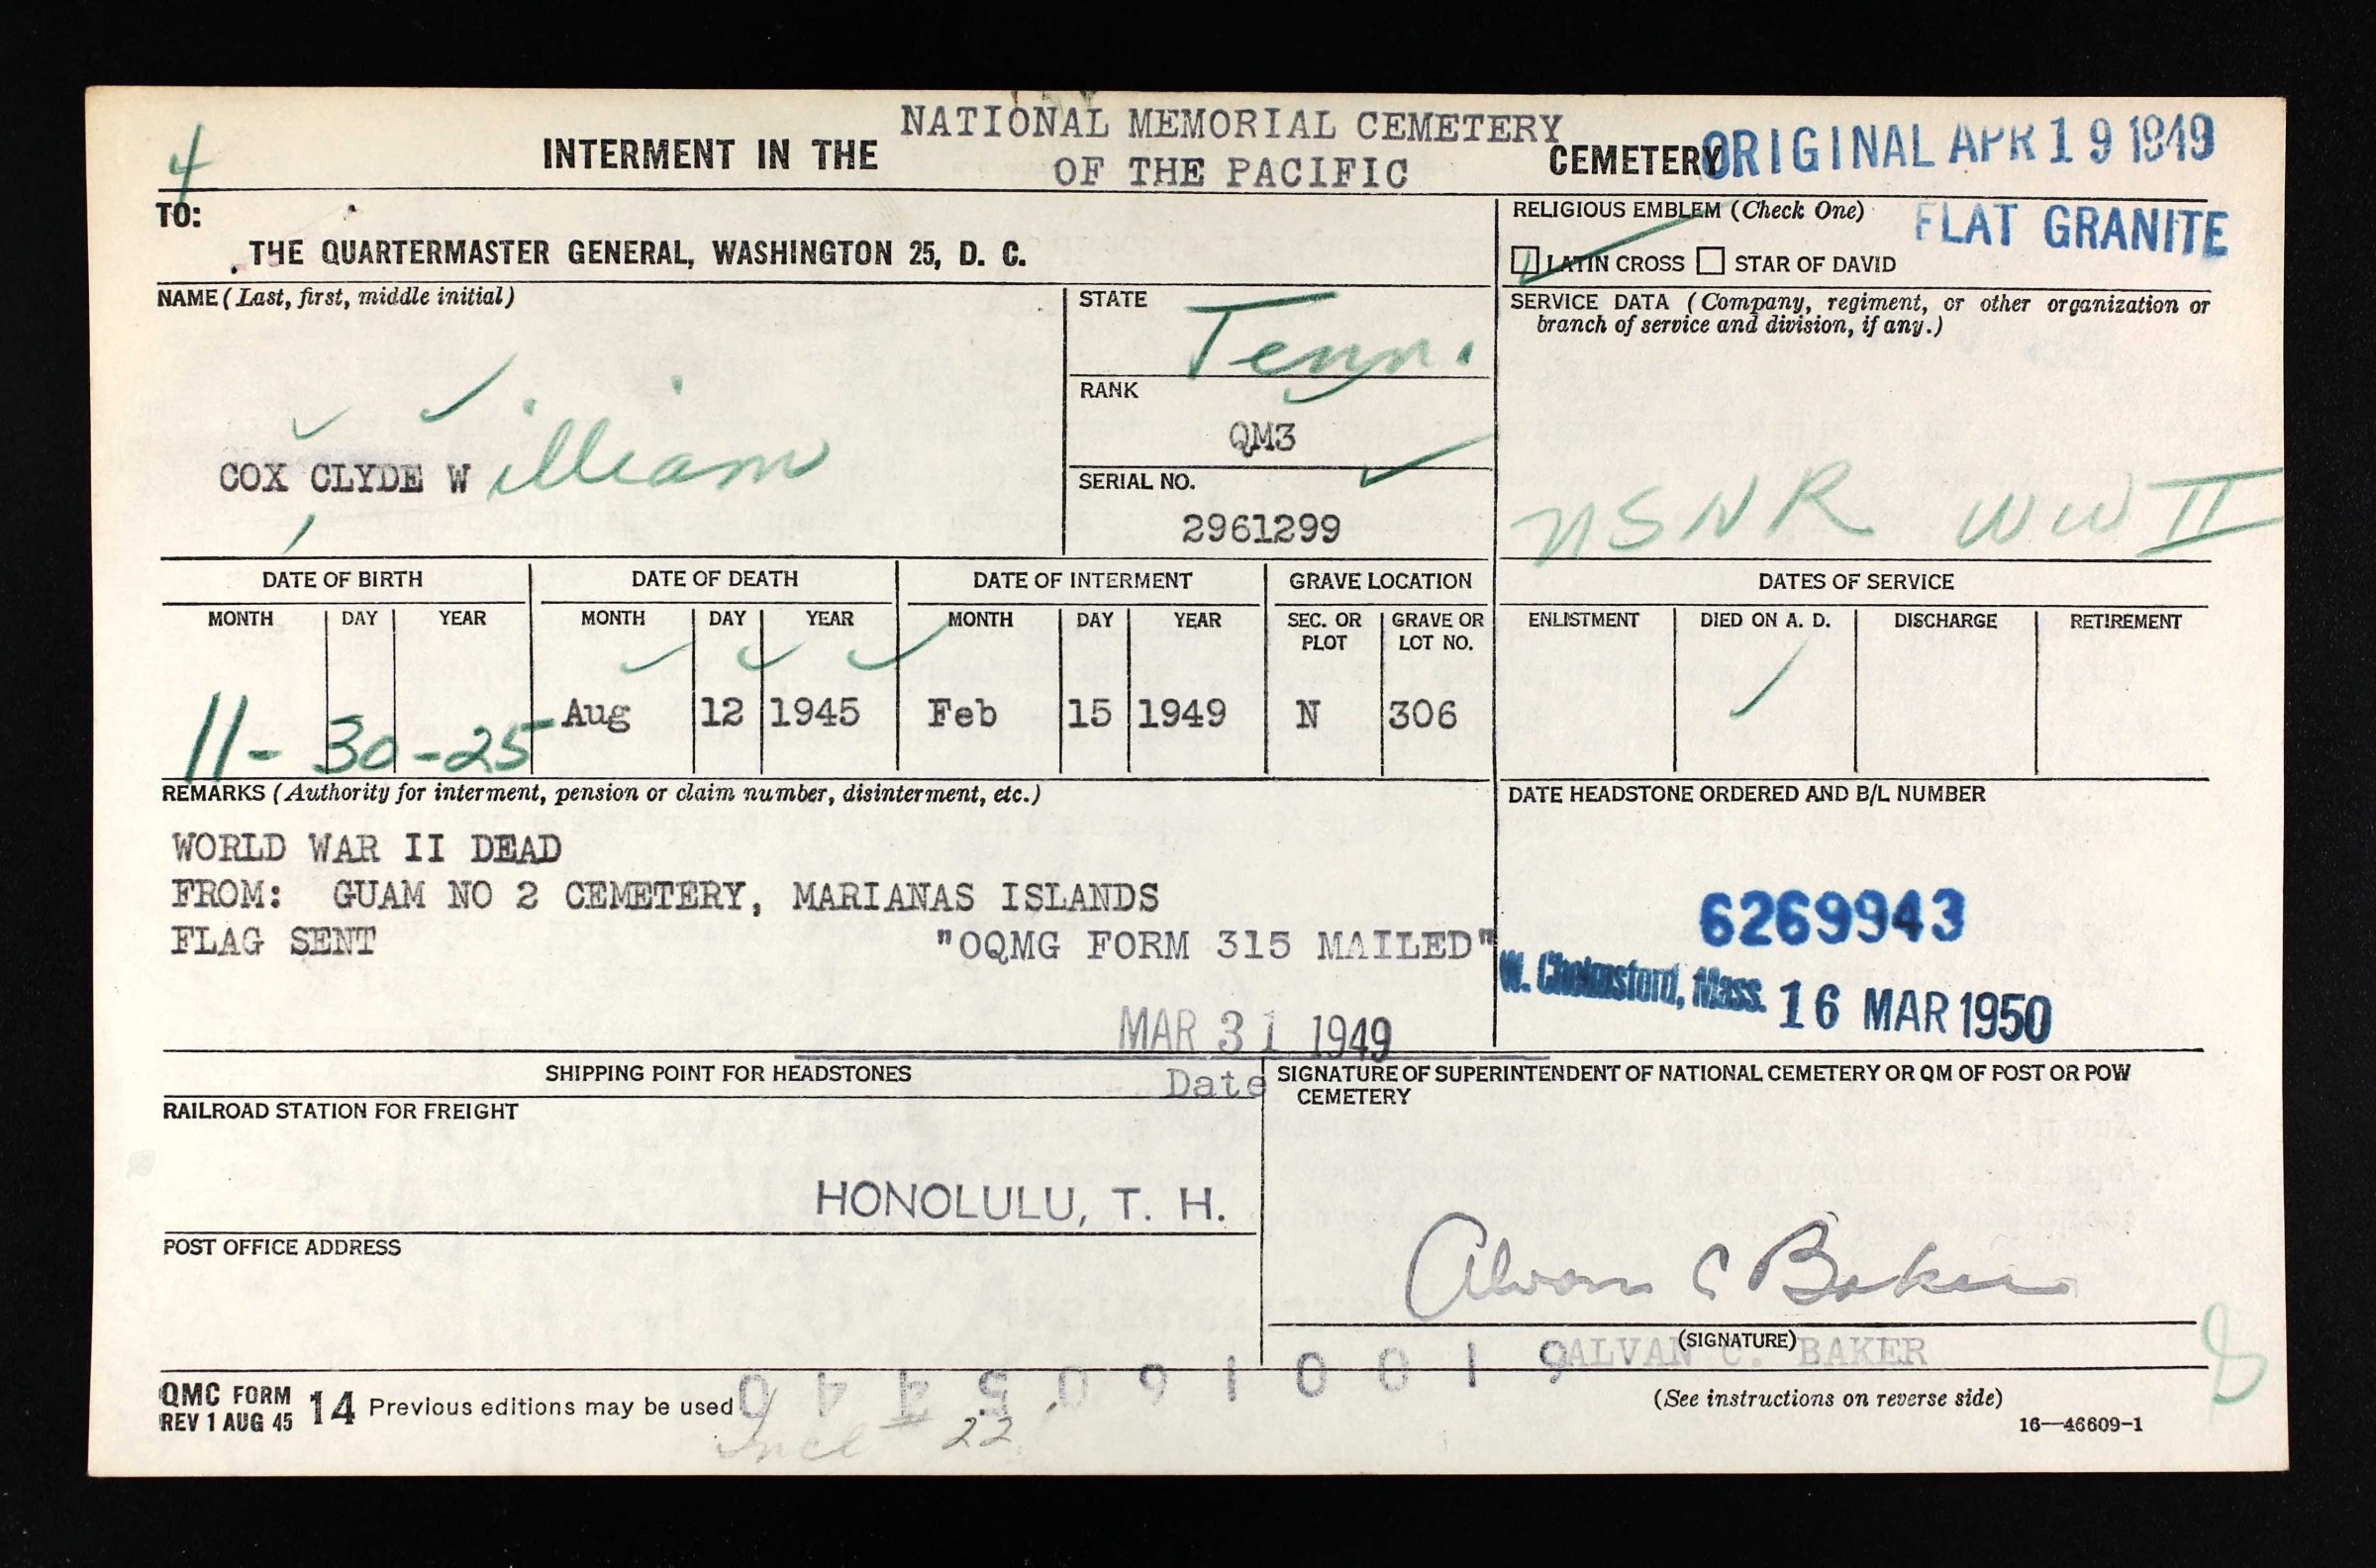 4
INTERMENT IN THE NATIONAL MEMORIAL CEMETERY OF THE PACIFIC CEMETERY ORIGINAL APR 19 1949
TO:
THE QUARTERMASTER GENERAL, WASHINGTON 25, D. C.
RELIGIOUS EMBLEM (Check One)
FLAT GRANITE
LATIN CROSS STAR OF DAVID
NAME (Last, first, middle initial)
COX CLYDE William
STATE
Tenn.
RANK
QM3
SERIAL NO.
2961299
SERVICE DATA (Company, regiment, or other organization or
branch of service and division, if any.)
USNR WW II
DATE OF BIRTH
MONTH DAY YEAR
11-30-25
DATE OF DEATH
MONTH DAY YEAR
Aug 12 1945
DATE OF INTERMENT
MONTH DAY YEAR
Feb 15 1949
GRAVE LOCATION
SEC. OR PLOT
GRAVE OR LOT NO.
N 306
DATES OF SERVICE
ENLISTMENT DIED ON A. D. DISCHARGE RETIREMENT
REMARKS (Authority for interment, pension or claim number, disinterment, etc.)
WORLD WAR II DEAD
FROM: GUAM NO 2 CEMETERY, MARIANAS ISLANDS
FLAG SENT "OQMG FORM 315 MAILED"
MAR 31 1949
Date
DATE HEADSTONE ORDERED AND B/L NUMBER
6269943
W. Chelmsford, Mass. 16 MAR 1950
SHIPPING POINT FOR HEADSTONES
RAILROAD STATION FOR FREIGHT
HONOLULU, T. H.
POST OFFICE ADDRESS
SIGNATURE OF SUPERINTENDENT OF NATIONAL CEMETERY OR QM OF POST OR POW
CEMETERY
Alvan C Baker
(SIGNATURE)
ALVAN C. BAKER
8
QMC FORM 14 Previous editions may be used
REV 1 AUG 45
Incl # 22
(See instructions on reverse side)
16—46609-1